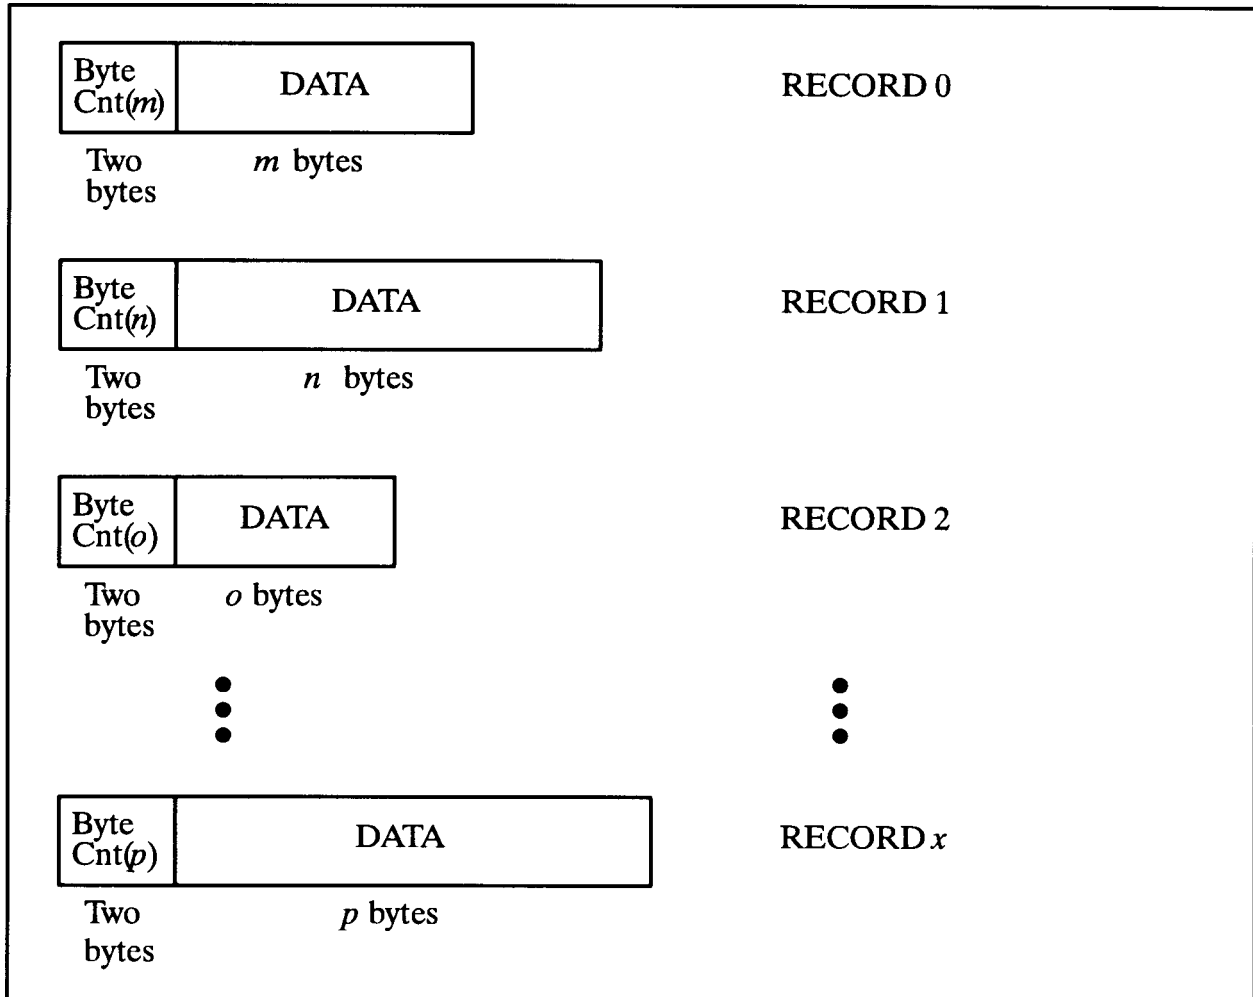 Byte
Cnt(m)
DATA
RECORD 0
Two
bytes
m bytes
Byte
Cnt(n)
DATA
RECORD 1
Two
bytes
n bytes
Byte
Cnt(o)
DATA
RECORD 2
Two
bytes
o bytes
Byte
Cnt(p)
DATA
RECORD x
Two
bytes
p bytes